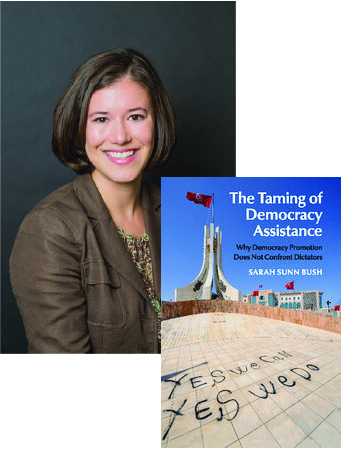 The Taming of
Democracy
Assistance
Why Democracy Promotion
Does Not Confront Dictators
SARAH SUNN BUSH
YES we Can
YES we Do